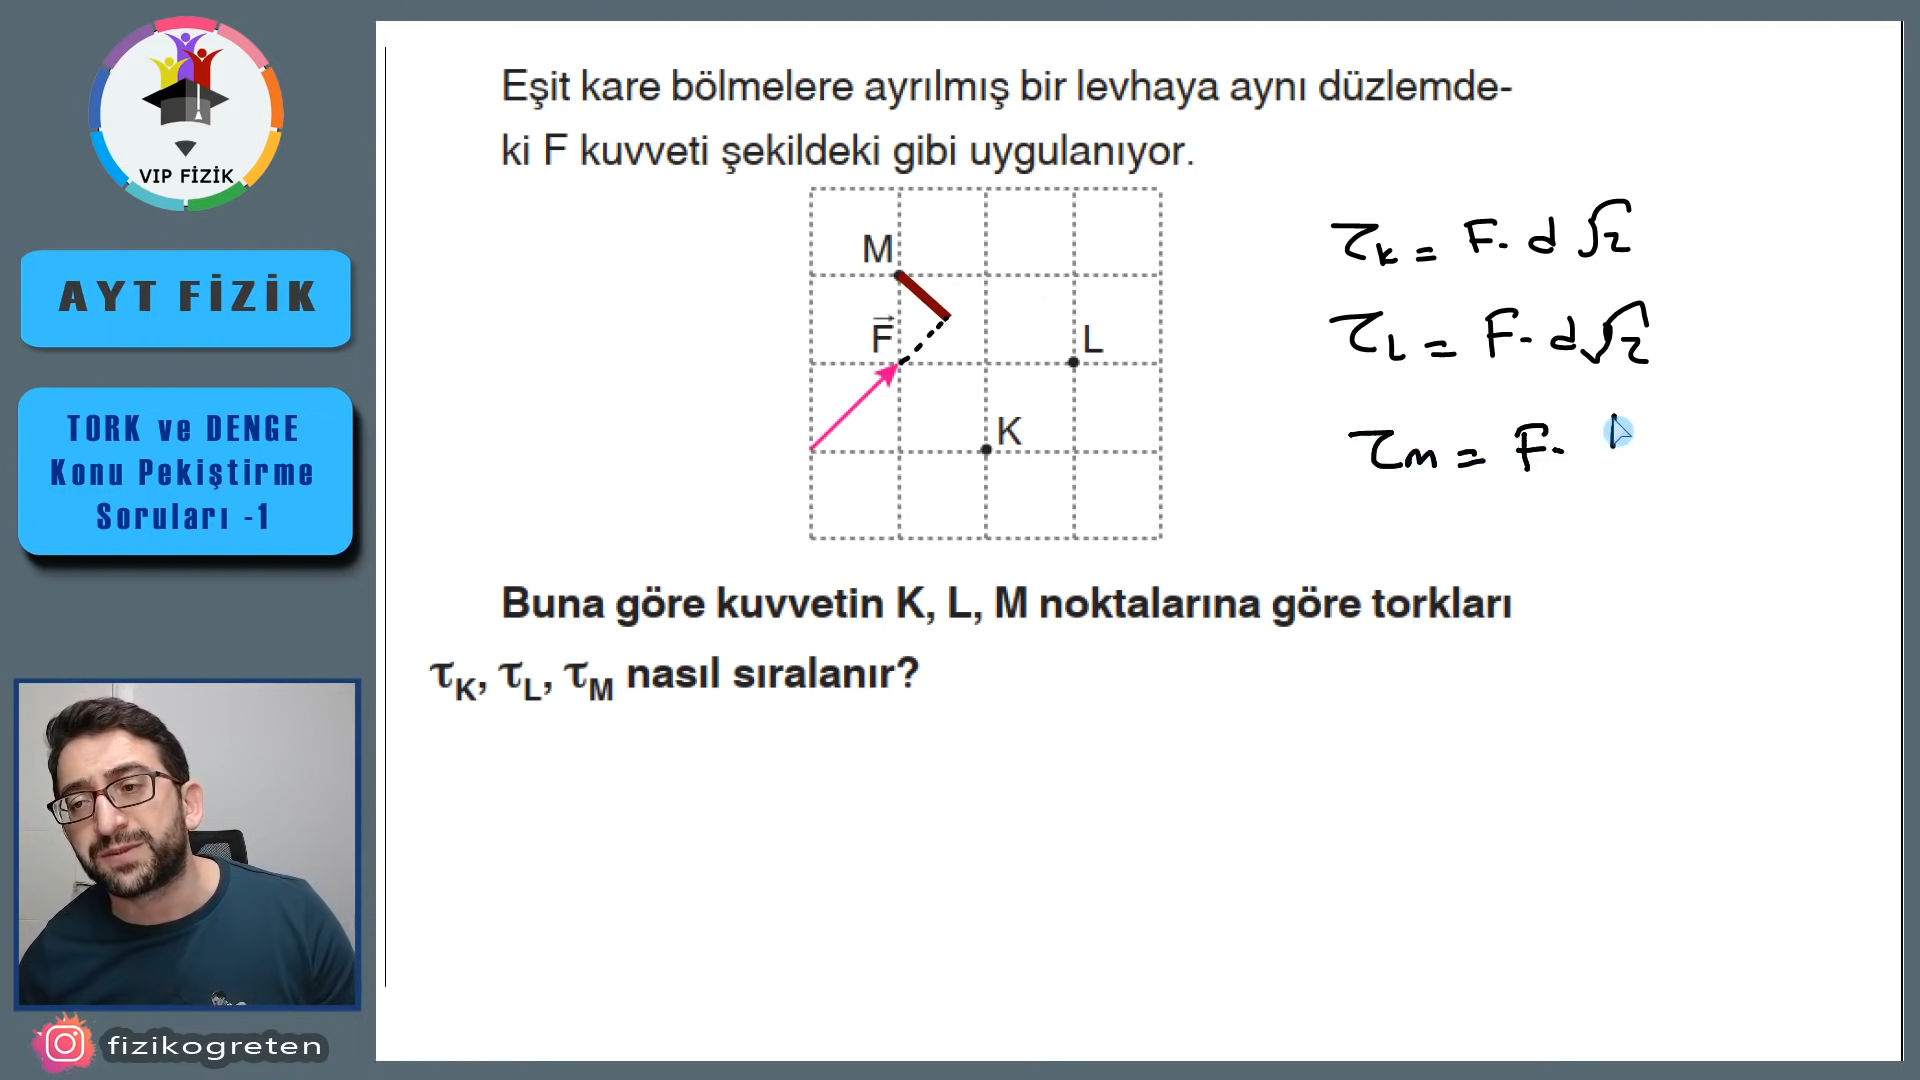 VIP FİZİK
AYT FİZİK
TORK ve DENGE
Konu Pekiştirme
Soruları -1
fizikogreten
Eşit kare bölmelere ayrılmış bir levhaya aynı düzlemde-
ki F kuvveti şekildeki gibi uygulanıyor.
M
F
L
K
τK = F. d √2
τL = F. d√2
τm = F.
Buna göre kuvvetin K, L, M noktalarına göre torkları
τK, τL, τM nasıl sıralanır?